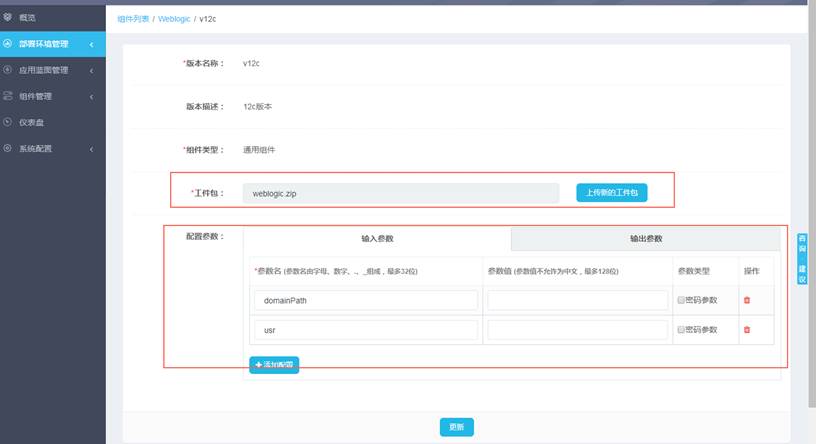 概览
部署环境管理
应用蓝图管理
组件管理
仪表盘
系统配置
组件列表 / Weblogic / v12c
*版本名称： v12c
版本描述： 12c版本
*组件类型： 通用组件
*工件包： weblogic.zip 上传新的工件包
配置参数： 输入参数 输出参数
*参数名 (参数名由字母、数字、.、_组成，最多32位) 参数值 (参数值不允许为中文，最多128位) 参数类型 操作
domainPath 密码参数
usr 密码参数
添加配置
更新
咨询·建议